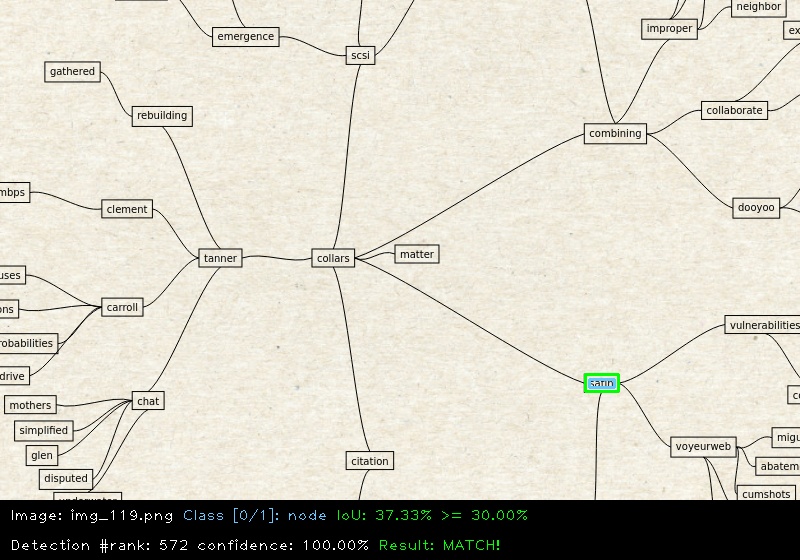 neighbor
improper
emergence
scsi
gathered
rebuilding
collaborate
combining
mbps
clement
dooyoo
tanner
collars
matter
uses
ons
carroll
vulnerabilities
robabilities
drive
satin
mothers
chat
simplified
glen
voyeurweb
migu
citation
abatem
disputed
cumshots
Image: img_119.png Class [0/1]: node IoU: 37.33% >= 30.00%
Detection #rank: 572 confidence: 100.00% Result: MATCH!